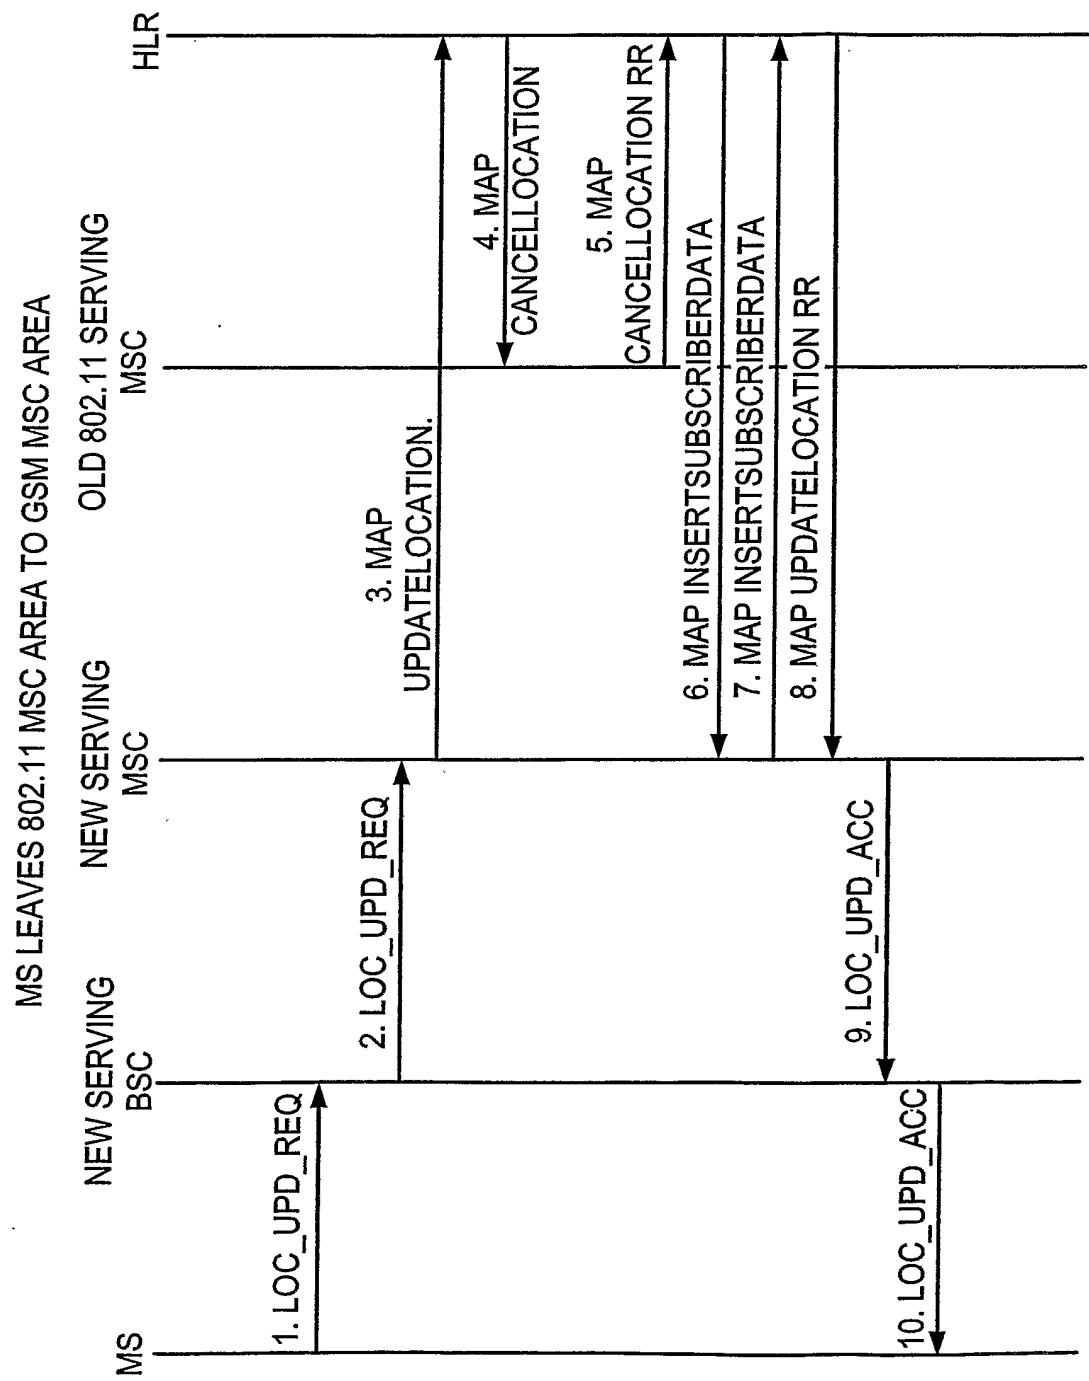 MS LEAVES 802.11 MSC AREA TO GSM MSC AREA
MS
NEW SERVING
BSC
NEW SERVING
MSC
OLD 802.11 SERVING
MSC
HLR
1. LOC_UPD_REQ
2. LOC_UPD_REQ
3. MAP
UPDATELOCATION.
4. MAP
CANCELLOCATION
5. MAP
CANCELLOCATION RR
6. MAP INSERTSUBSCRIBERDATA
7. MAP INSERTSUBSCRIBERDATA
8. MAP UPDATELOCATION RR
9. LOC_UPD_ACC
10. LOC_UPD_ACC